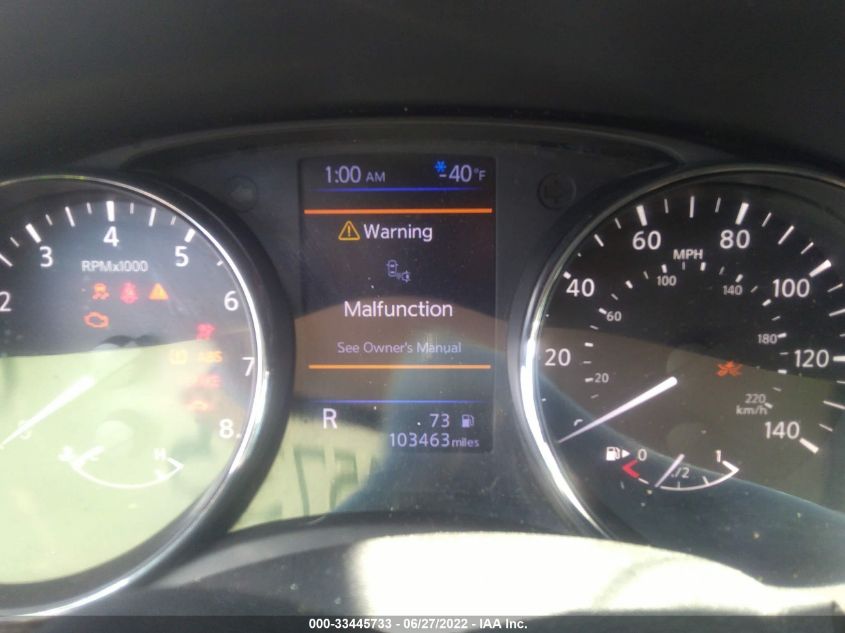 1:00 AM -40°F
Warning
Malfunction
See Owner's Manual
R 73
103463 miles
2 3 4 5 6 7 8
RPMx1000
ABS
BRAKE
C H
20 40 60 80 100 120 140
MPH
20 60 100 140 180 220
km/h
0 1/2 1
000-33445733 - 06/27/2022 - IAA Inc.